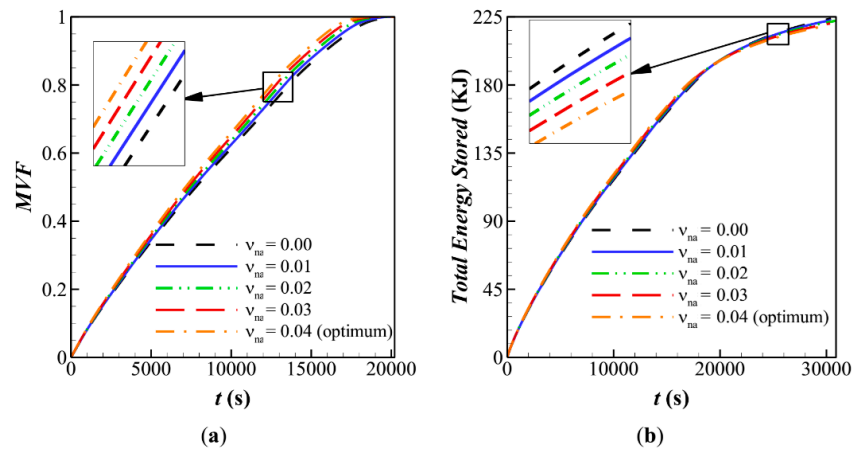 MVF
1
0.8
0.6
0.4
0.2
0
0 5000 10000 15000 20000
t (s)
ν_na = 0.00
ν_na = 0.01
ν_na = 0.02
ν_na = 0.03
ν_na = 0.04 (optimum)
(a)
Total Energy Stored (KJ)
225
180
135
90
45
0
0 10000 20000 30000
t (s)
ν_na = 0.00
ν_na = 0.01
ν_na = 0.02
ν_na = 0.03
ν_na = 0.04 (optimum)
(b)